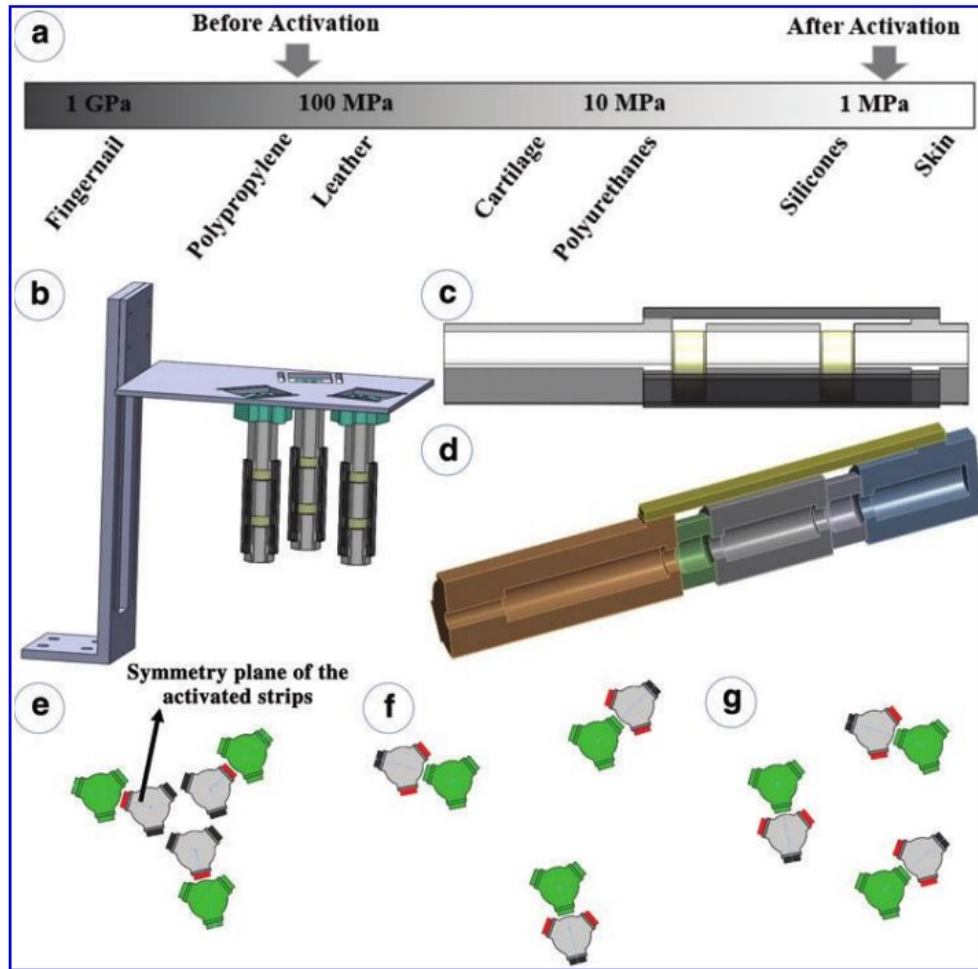 a
Before Activation
After Activation
1 GPa
100 MPa
10 MPa
1 MPa
Fingernail
Polypropylene
Leather
Cartilage
Polyurethanes
Silicones
Skin
b
c
d
Symmetry plane of the
activated strips
e
f
g